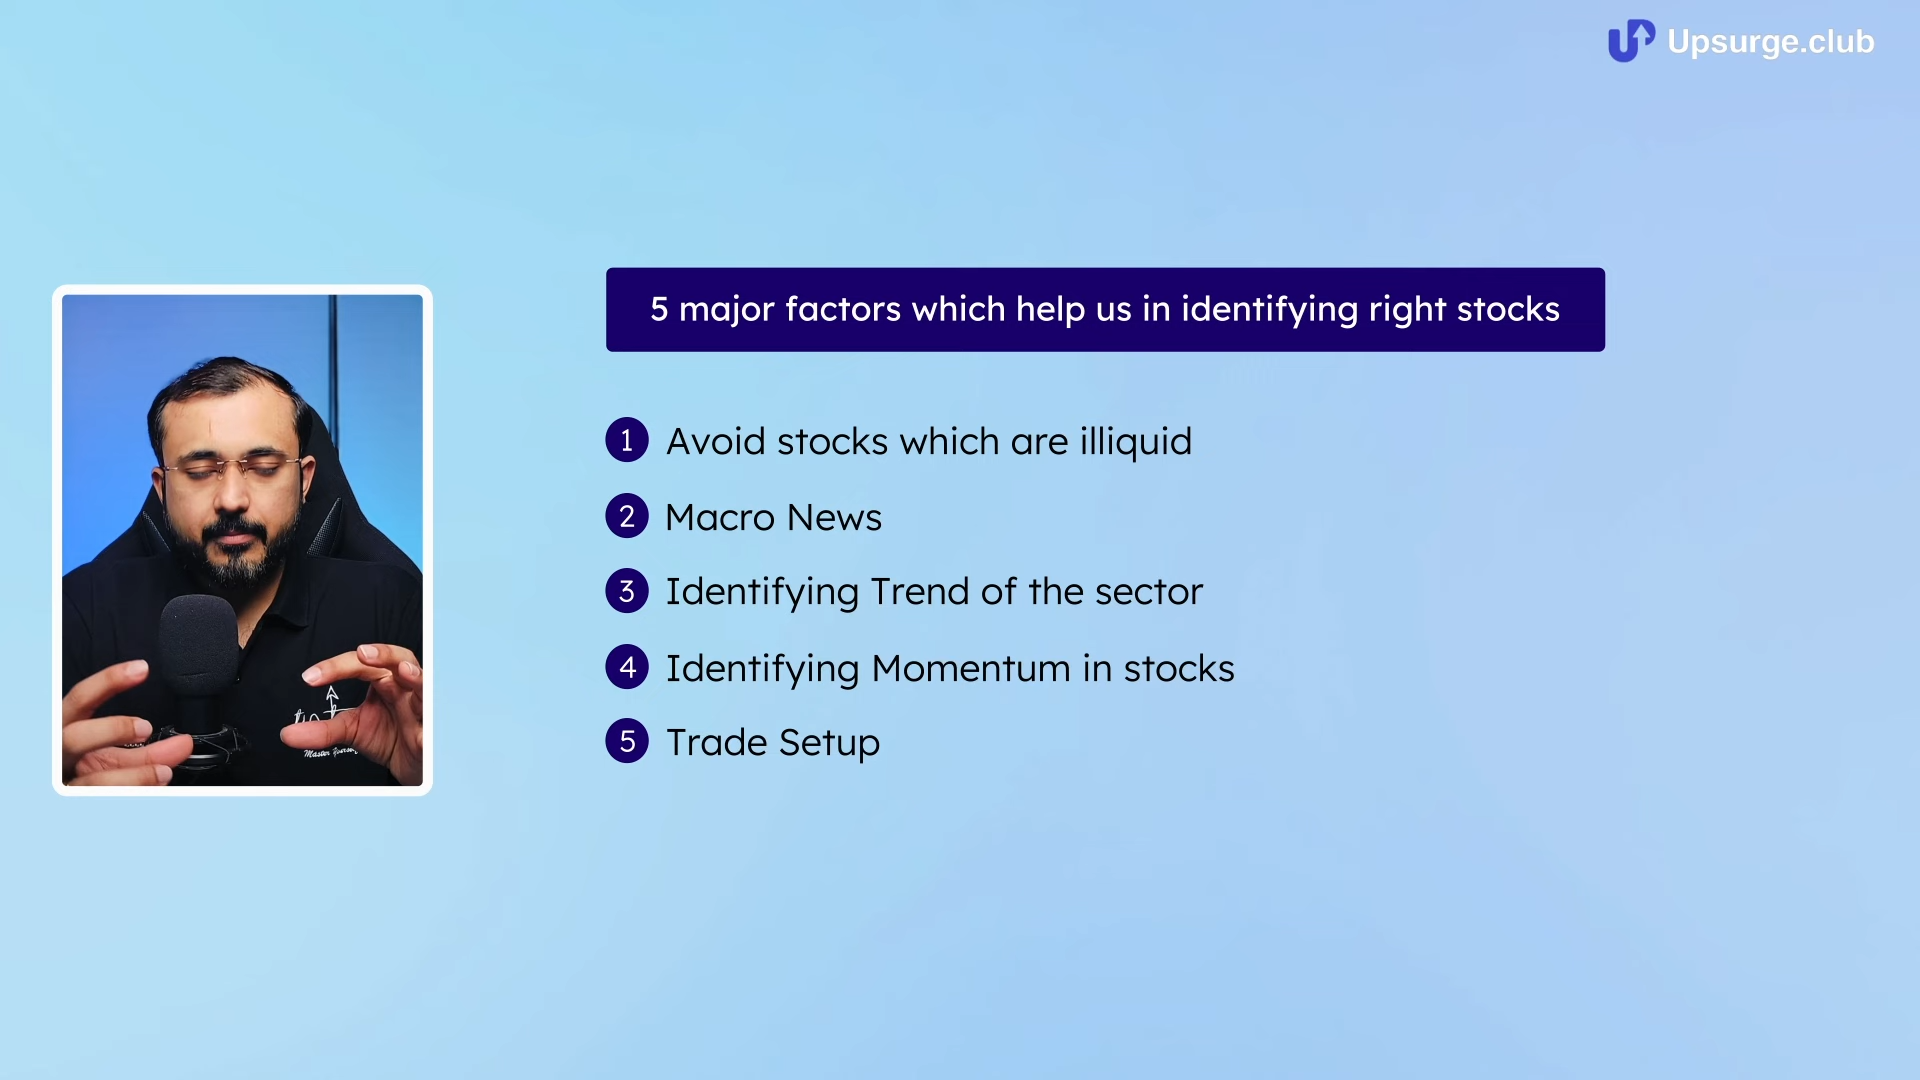 Upsurge.club
5 major factors which help us in identifying right stocks
1 Avoid stocks which are illiquid
2 Macro News
3 Identifying Trend of the sector
4 Identifying Momentum in stocks
5 Trade Setup
Master